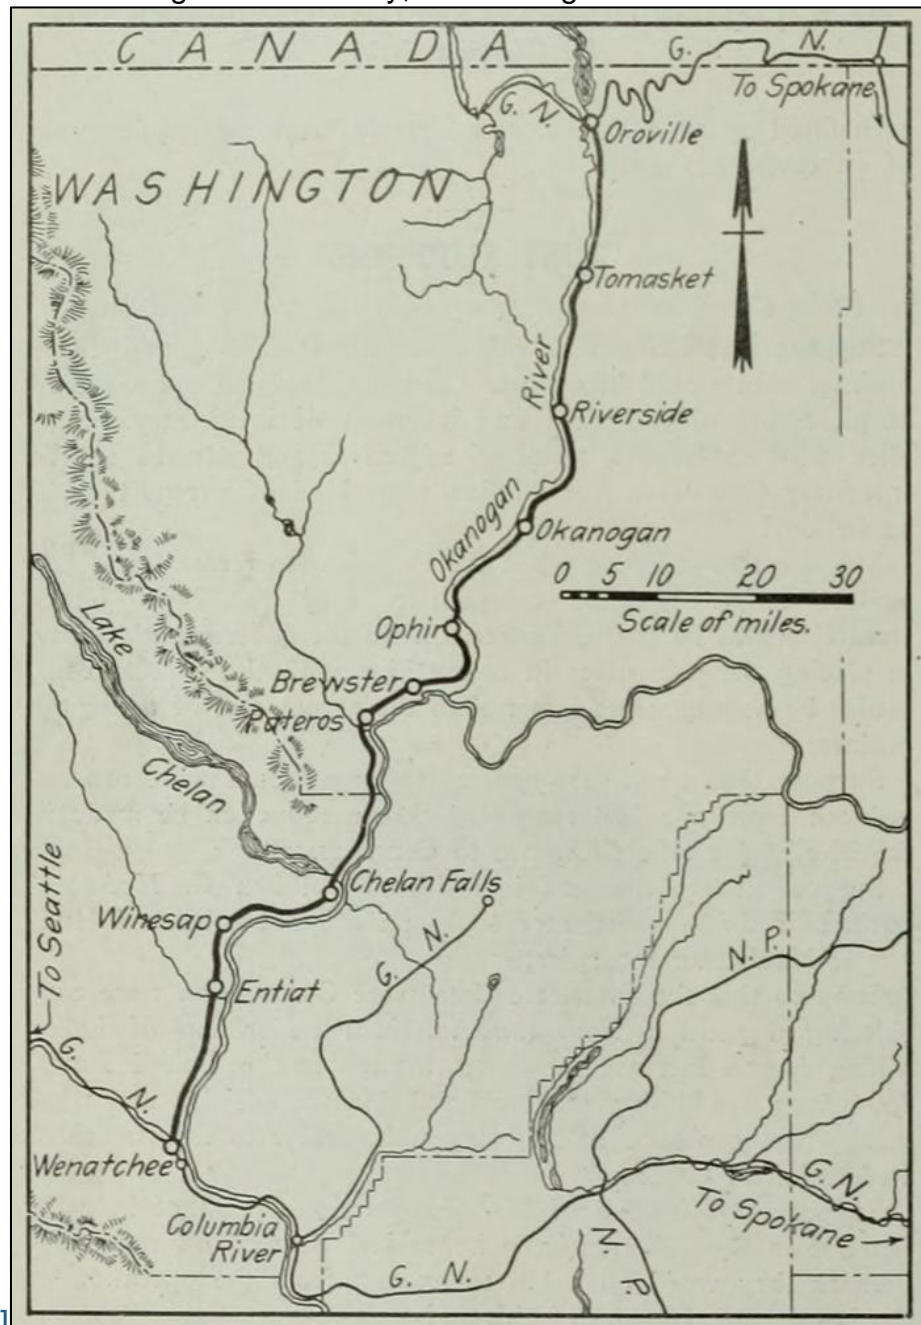 CANADA
G. N.
To Spokane
G. N.
Oroville
WASHINGTON
Tomasket
Okanogan River
Riverside
Okanogan
0 5 10 20 30
Scale of miles.
Ophir
Brewster
Pateros
Lake Chelan
Chelan Falls
Winesap
G. N.
N. P.
To Seattle
Entiat
G. N.
Wenatchee
G. N.
To Spokane
Columbia
River
G. N.
N. P.
]